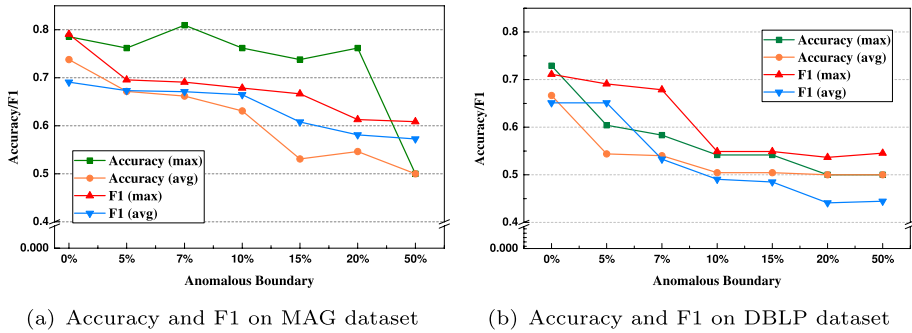 (a)
0.8
0.7
0.6
0.5
0.4
0.000
Accuracy/F1
Accuracy (max)
Accuracy (avg)
F1 (max)
F1 (avg)
0% 5% 7% 10% 15% 20% 50%
Anomalous Boundary
(a) Accuracy and F1 on MAG dataset
(b)
0.8
0.7
0.6
0.5
0.4
0.000
Accuracy/F1
Accuracy (max)
Accuracy (avg)
F1 (max)
F1 (avg)
0% 5% 7% 10% 15% 20% 50%
Anomalous Boundary
(b) Accuracy and F1 on DBLP dataset